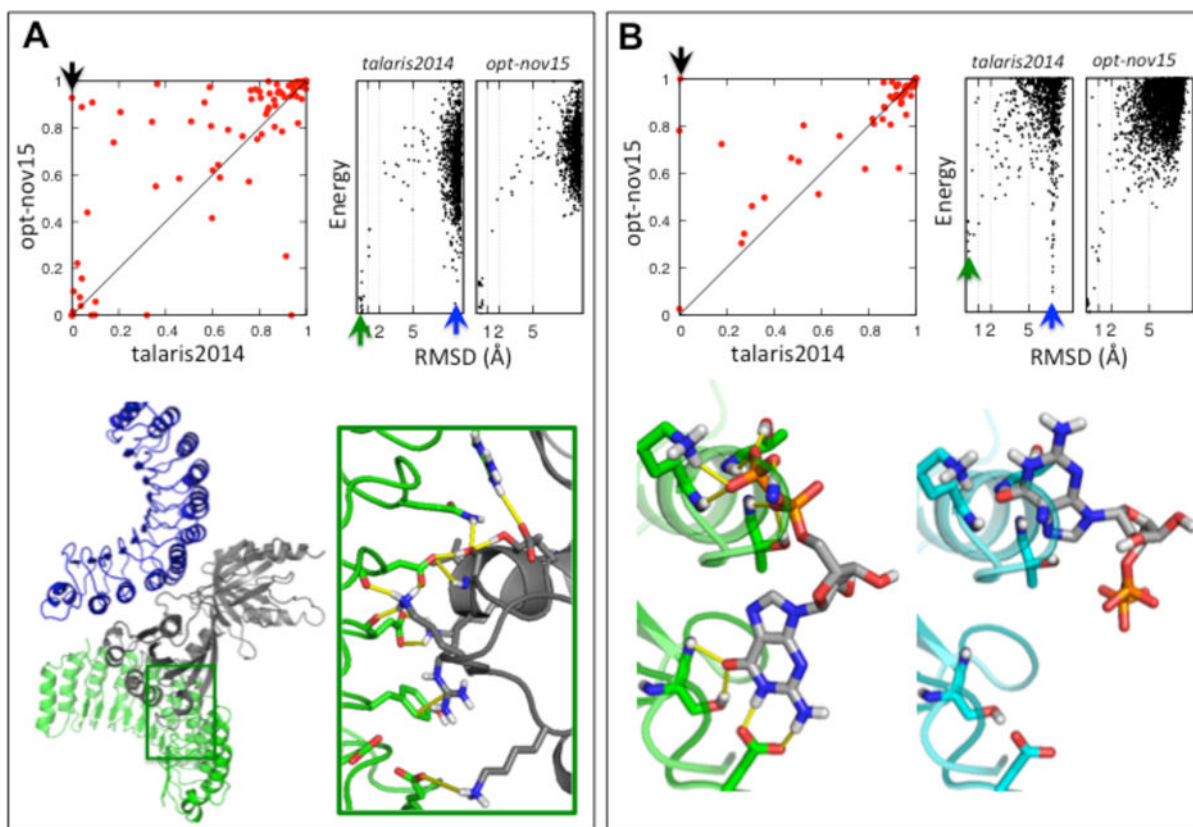 A
talaris2014 opt-nov15
1
0.8
0.6
0.4
0.2
0
0 0.2 0.4 0.6 0.8 1
opt-nov15
talaris2014
Energy
1 2 5 1 2 5
RMSD (Å)
B
talaris2014 opt-nov15
1
0.8
0.6
0.4
0.2
0
0 0.2 0.4 0.6 0.8 1
opt-nov15
talaris2014
Energy
1 2 5 1 2 5
RMSD (Å)